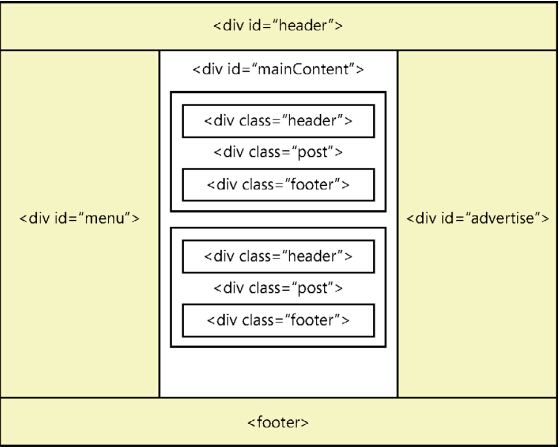 <div id=“header”>
<div id=“mainContent”>
<div class=“header”>
<div class=“post”>
<div class=“footer”>
<div id=“menu”>
<div id=“advertise”>
<div class=“header”>
<div class=“post”>
<div class=“footer”>
<footer>